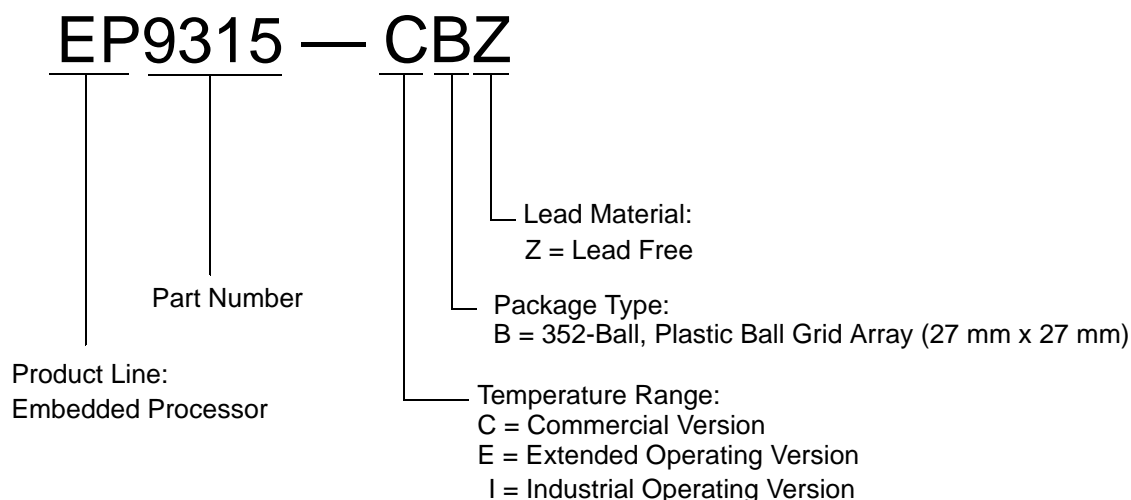 EP9315 — CBZ
Lead Material:
Z = Lead Free
Part Number
Package Type:
B = 352-Ball, Plastic Ball Grid Array (27 mm x 27 mm)
Product Line:
Embedded Processor
Temperature Range:
C = Commercial Version
E = Extended Operating Version
I = Industrial Operating Version